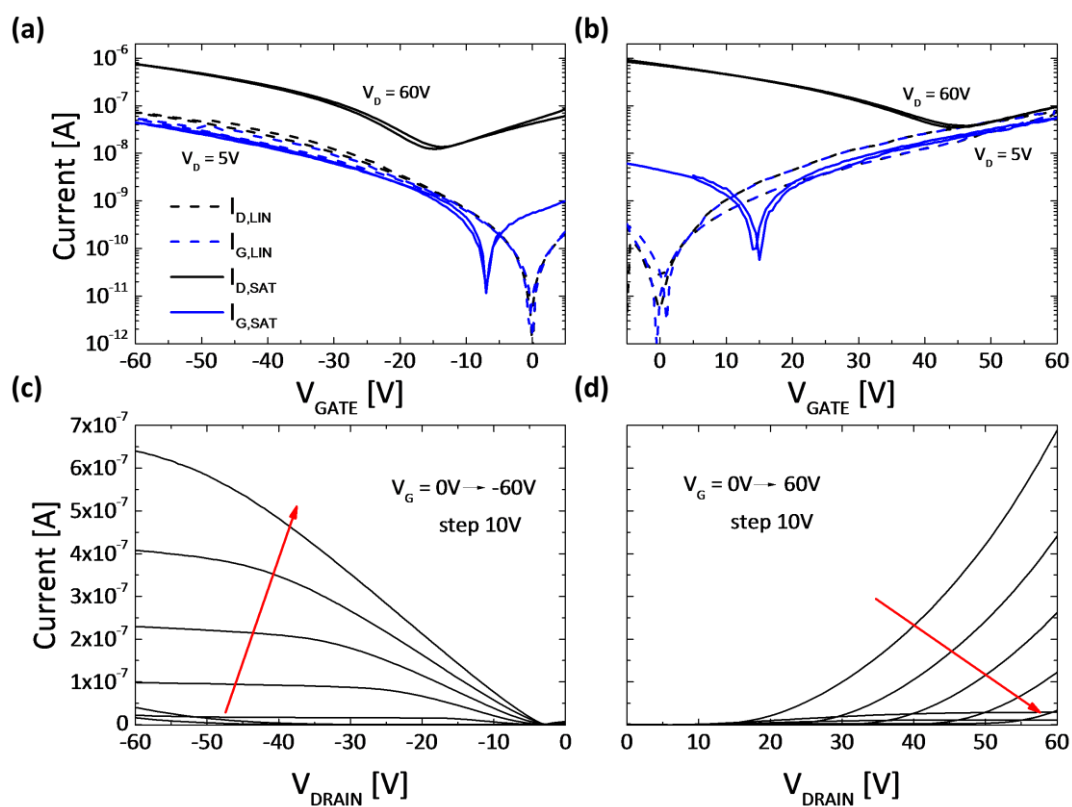 (a)
(b)
Current [A]
10⁻⁶
10⁻⁷
10⁻⁸
10⁻⁹
10⁻¹⁰
10⁻¹¹
10⁻¹²
V_D = 60V
V_D = 5V
I_D,LIN
I_G,LIN
I_D,SAT
I_G,SAT
-60 -50 -40 -30 -20 -10 0
V_GATE [V]
V_D = 60V
V_D = 5V
0 10 20 30 40 50 60
V_GATE [V]
(c)
(d)
Current [A]
7x10⁻⁷
6x10⁻⁷
5x10⁻⁷
4x10⁻⁷
3x10⁻⁷
2x10⁻⁷
1x10⁻⁷
0
V_G = 0V→ -60V
step 10V
-60 -50 -40 -30 -20 -10 0
V_DRAIN [V]
V_G = 0V→ 60V
step 10V
0 10 20 30 40 50 60
V_DRAIN [V]